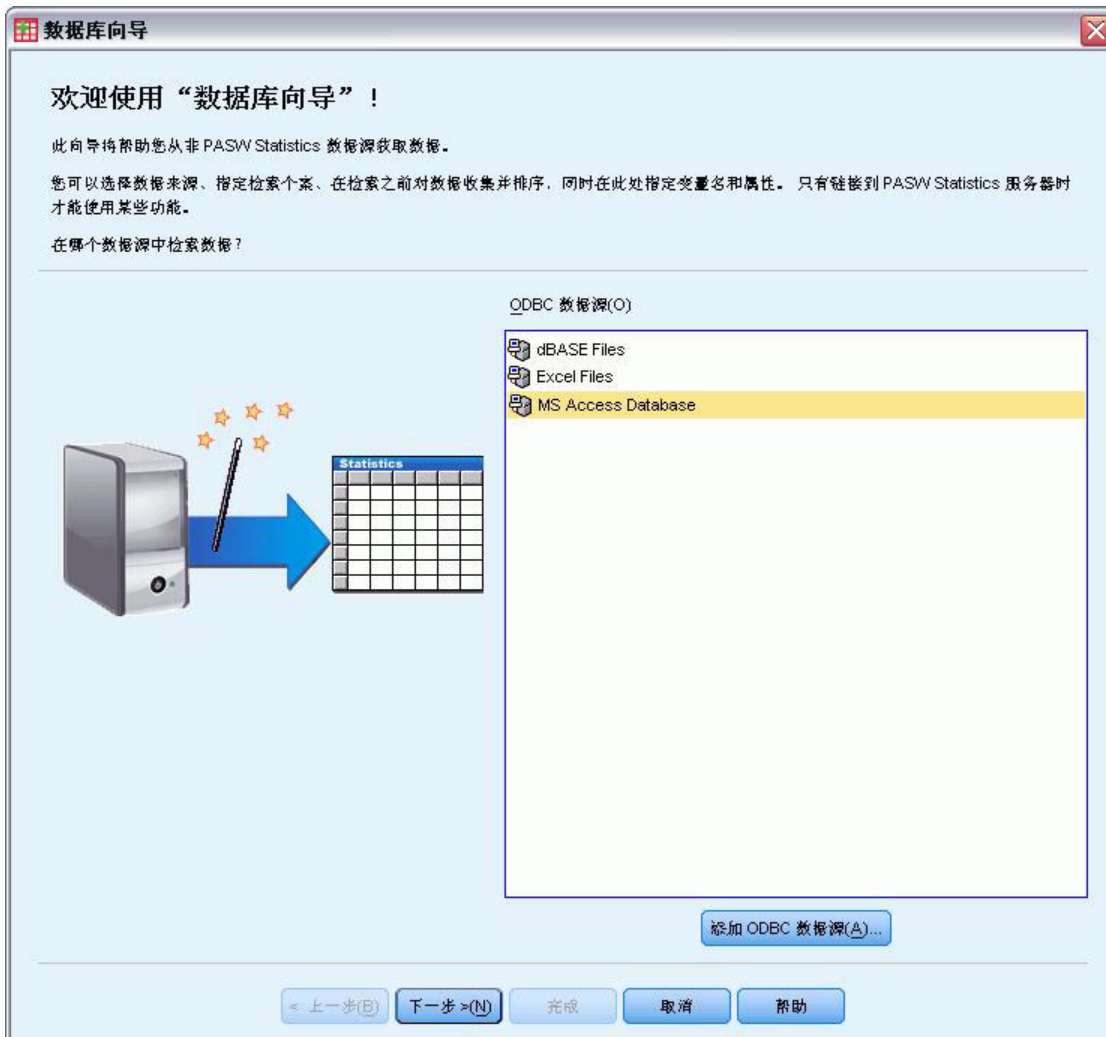 数据库向导
欢迎使用“数据库向导”!
此向导将帮助您从非 PASW Statistics 数据源获取数据。
您可以选择数据来源、指定检索个案、在检索之前对数据收集并排序，同时在此处指定变量名和属性。 只有链接到 PASW Statistics 服务器时
才能使用某些功能。
在哪个数据源中检索数据?
ODBC 数据源(O)
dBASE Files
Excel Files
MS Access Database
Statistics
添加 ODBC 数据源(A)...
< 上一步(B)
下一步 >(N)
完成
取消
帮助